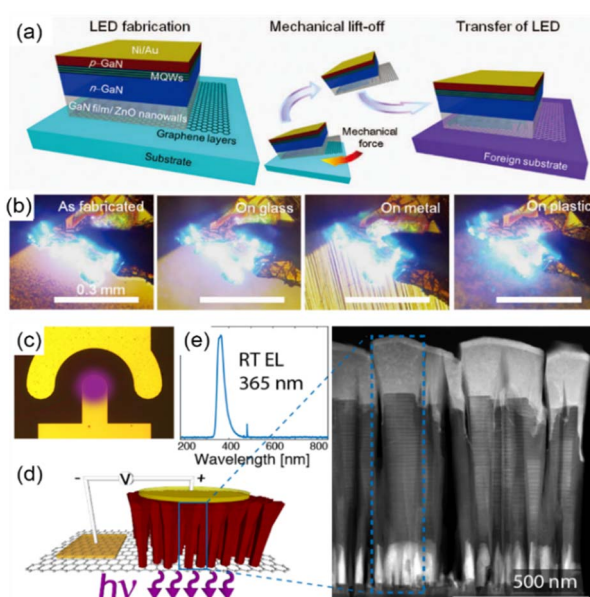 (a)
LED fabrication
Mechanical lift-off
Transfer of LED
Ni/Au
p-GaN
MQWs
n-GaN
GaN film/ ZnO nanowalls
Graphene layers
Substrate
Mechanical
force
Foreign substrate
(b)
As fabricated
On glass
On metal
On plastic
0.3 mm
(c)
(e)
RT EL
365 nm
200 400 600 800
Wavelength [nm]
(d)
- V +
hν
500 nm